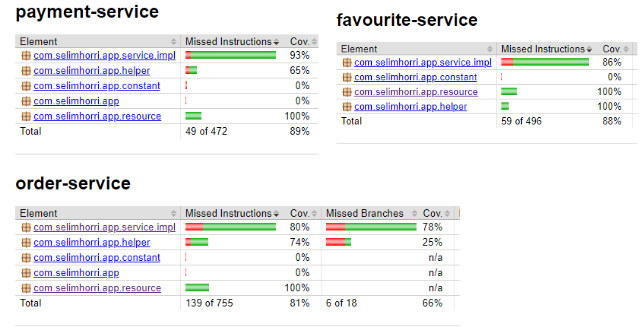 payment-service
Element Missed Instructions Cov.
com.selimhorri.app.service.impl 93%
com.selimhorri.app.helper 65%
com.selimhorri.app.constant 0%
com.selimhorri.app 0%
com.selimhorri.app.resource 100%
Total 49 of 472 89%
favourite-service
Element Missed Instructions Cov.
com.selimhorri.app.service.impl 86%
com.selimhorri.app.constant 0%
com.selimhorri.app.resource 100%
com.selimhorri.app.helper 100%
Total 59 of 496 88%
order-service
Element Missed Instructions Cov. Missed Branches Cov.
com.selimhorri.app.service.impl 80% 78%
com.selimhorri.app.helper 74% 25%
com.selimhorri.app.constant 0% n/a
com.selimhorri.app 0% n/a
com.selimhorri.app.resource 100% n/a
Total 139 of 755 81% 6 of 18 66%